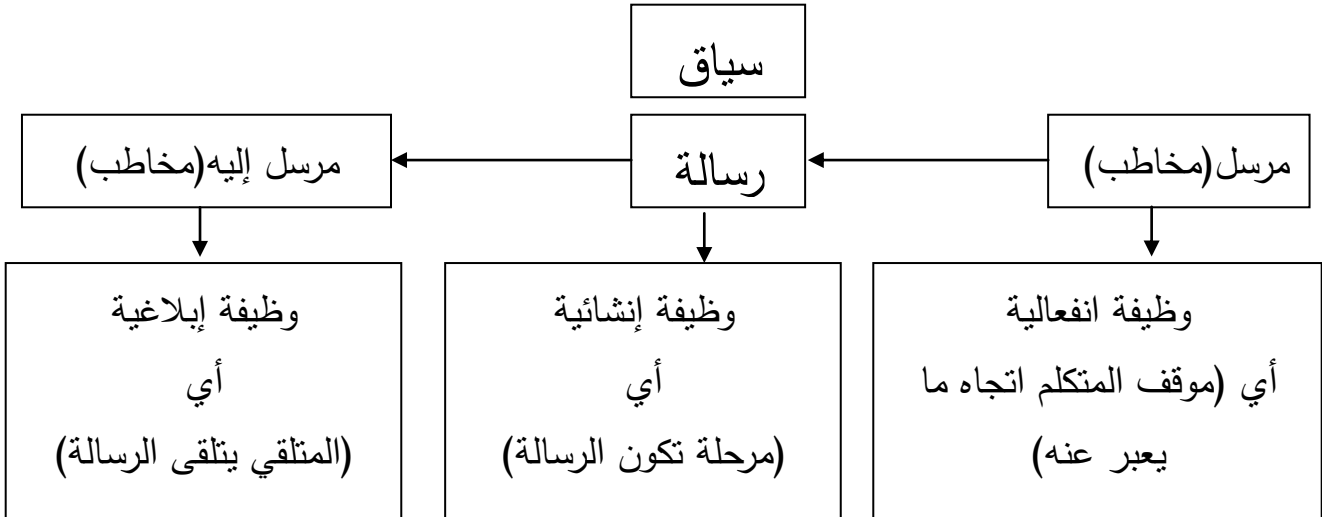 سياق
مرسل(مخاطب)
رسالة
مرسل إليه(مخاطب)
وظيفة انفعالية
أي (موقف المتكلم اتجاه ما
يعبر عنه)
وظيفة إنشائية
أي
(مرحلة تكون الرسالة)
وظيفة إبلاغية
أي
(المتلقي يتلقى الرسالة)